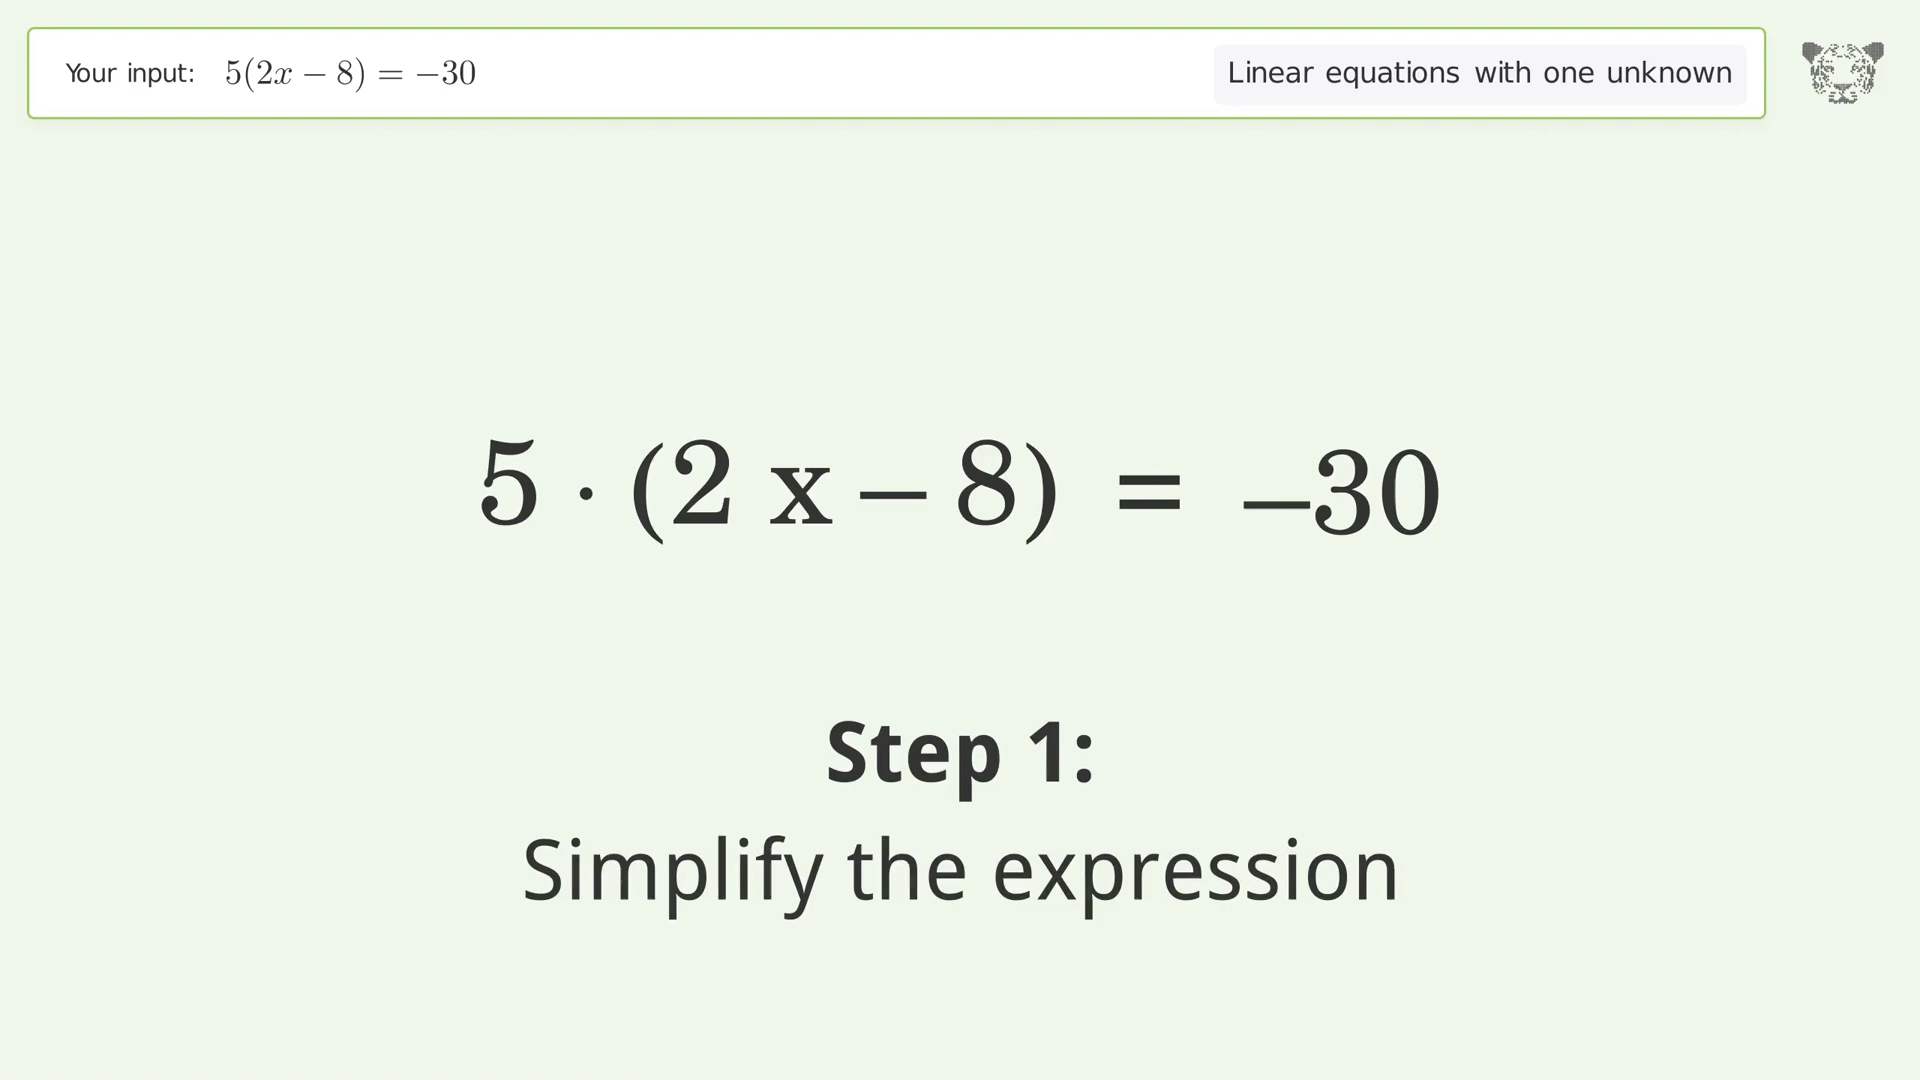 Your input: 5(2x − 8) = −30
Linear equations with one unknown
5 · (2 x − 8) = −30
Step 1:
Simplify the expression